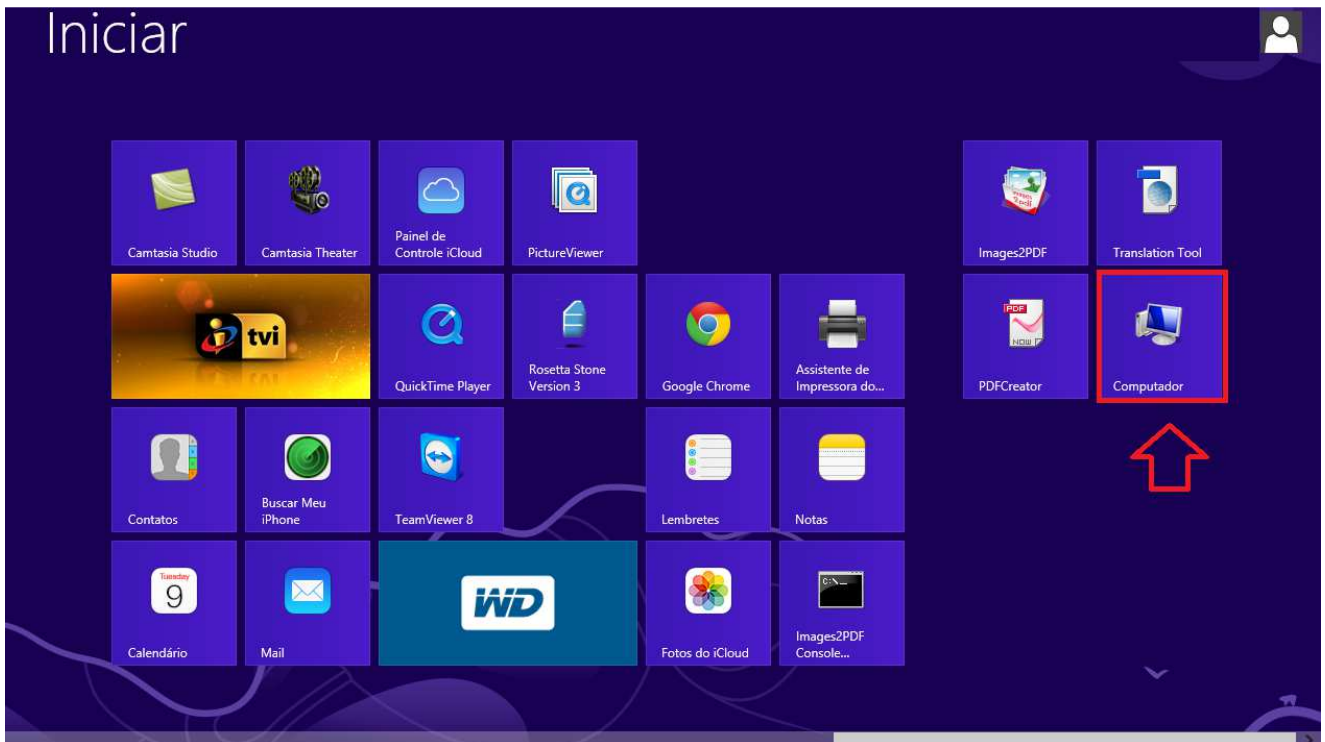 Iniciar
Camtasia Studio
Camtasia Theater
Painel de
Controle iCloud
PictureViewer
Images2PDF
Translation Tool
tvi
QuickTime Player
Rosetta Stone
Version 3
Google Chrome
Assistente de
Impressora do...
PDF
NOW
PDFCreator
Computador
Contatos
Buscar Meu
iPhone
TeamViewer 8
Lembretes
Notas
Tuesday
9
Calendário
Mail
WD
Fotos do iCloud
C:\
Images2PDF
Console...